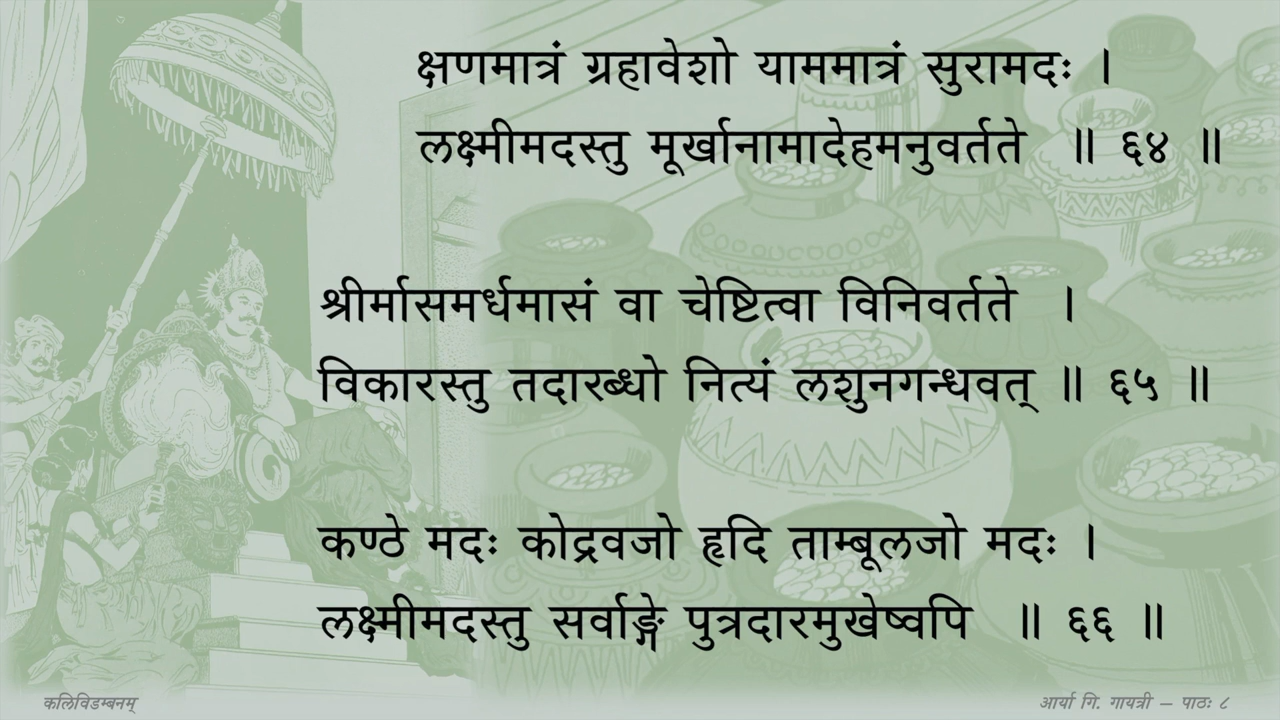 क्षणमात्रं ग्रहावेशो याममात्रं सुरामदः ।
लक्ष्मीमदस्तु मूर्खानामादेहमनुवर्तते ॥ ६४ ॥
श्रीर्मासमर्धमासं वा चेष्टित्वा विनिवर्तते ।
विकारस्तु तदारब्धो नित्यं लशुनगन्धवत् ॥ ६५ ॥
कण्ठे मदः कोद्रवजो हृदि ताम्बूलजो मदः ।
लक्ष्मीमदस्तु सर्वाङ्गे पुत्रदारमुखेष्वपि ॥ ६६ ॥
कलिविडम्बनम् आर्या गि. गायत्री – पाठः ८